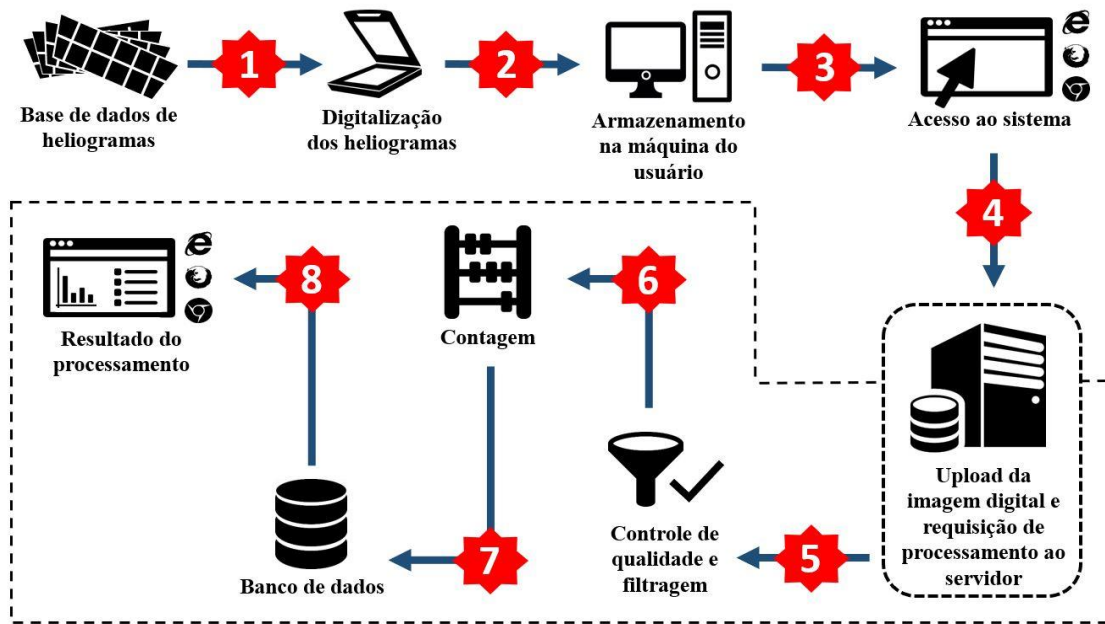 1
2
3
Base de dados de
heliogramas
Digitalização
dos heliogramas
Armazenamento
na máquina do
usuário
Acesso ao sistema
4
8
6
Resultado do
processamento
Contagem
Upload da
imagem digital e
requisição de
processamento ao
servidor
Controle de
qualidade e
filtragem
5
7
Banco de dados